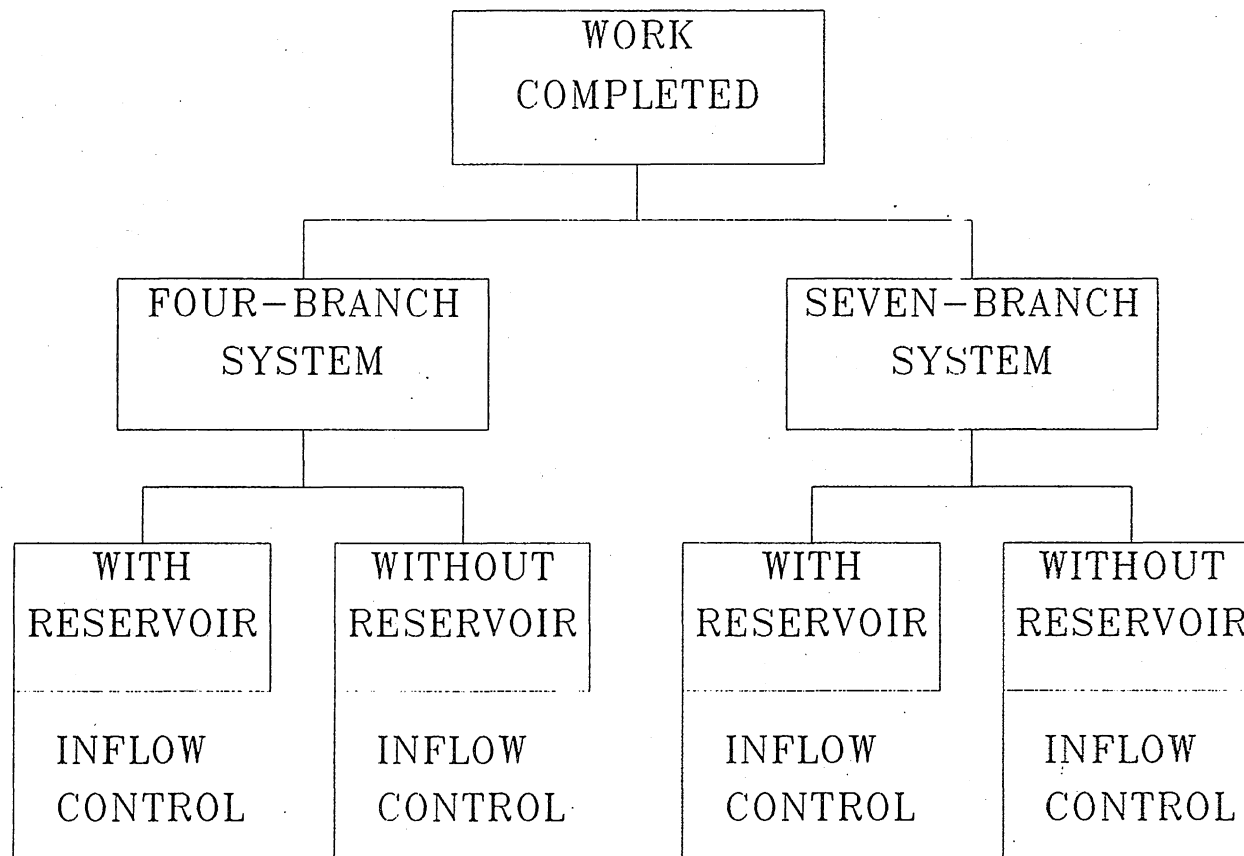 WORK
COMPLETED
FOUR-BRANCH
SYSTEM
SEVEN-BRANCH
SYSTEM
WITH
RESERVOIR
WITHOUT
RESERVOIR
WITH
RESERVOIR
WITHOUT
RESERVOIR
INFLOW
CONTROL
INFLOW
CONTROL
INFLOW
CONTROL
INFLOW
CONTROL